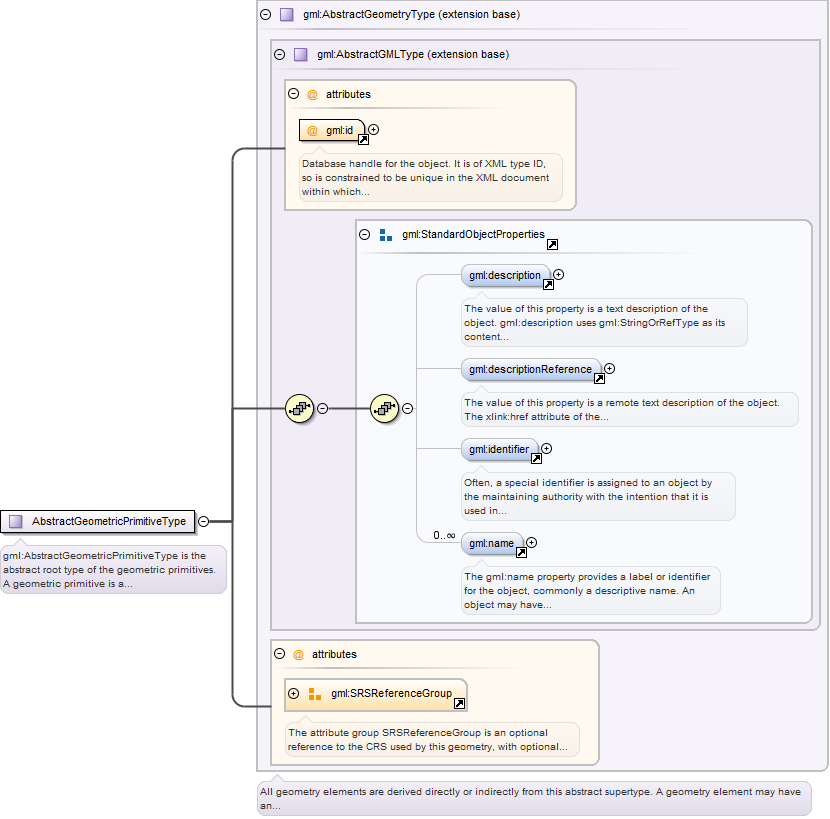 gml:AbstractGeometryType (extension base)
gml:AbstractGMLType (extension base)
@ attributes
@ gml:id
Database handle for the object. It is of XML type ID,
so is constrained to be unique in the XML document
within which...
gml:StandardObjectProperties
gml:description
The value of this property is a text description of the
object. gml:description uses gml:StringOrRefType as its
content...
gml:descriptionReference
The value of this property is a remote text description of the object.
The xlink:href attribute of the...
gml:identifier
Often, a special identifier is assigned to an object by
the maintaining authority with the intention that it is
used in...
0..∞
gml:name
The gml:name property provides a label or identifier
for the object, commonly a descriptive name. An
object may have...
AbstractGeometricPrimitiveType
gml:AbstractGeometricPrimitiveType is the
abstract root type of the geometric primitives.
A geometric primitive is a...
@ attributes
gml:SRSReferenceGroup
The attribute group SRSReferenceGroup is an optional
reference to the CRS used by this geometry, with optional...
All geometry elements are derived directly or indirectly from this abstract supertype. A geometry element may have
an...